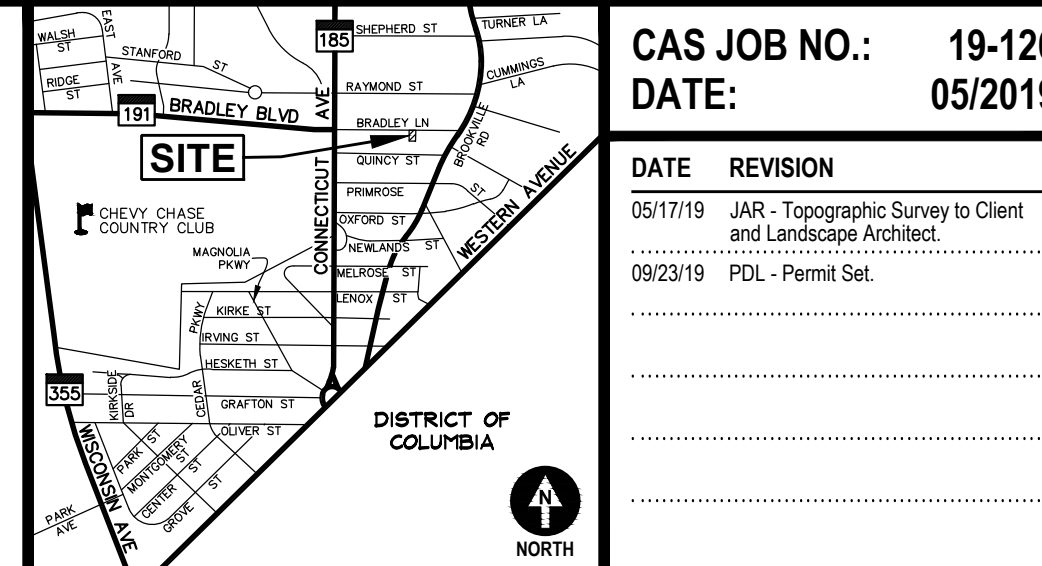 WALSH
ST
EAST
AVE
STANFORD
ST
RIDGE
ST
191
BRADLEY BLVD
185
AVE
SHEPHERD ST
TURNER LA
RAYMOND ST
CUMMINGS
LA
BRADLEY LN
BROOKVILLE
RD
SITE
QUINCY ST
WESTERN AVENUE
CONNECTICUT
PRIMROSE
ST
CHEVY CHASE
COUNTRY CLUB
OXFORD ST
MAGNOLIA
PKWY
NEWLANDS ST
MELROSE ST
LENOX ST
PKWY
KIRKE ST
IRVING ST
HESKETH ST
355
KIRKSIDE
DR
CEDAR
GRAFTON ST
OLIVER ST
DISTRICT OF
COLUMBIA
WISCONSIN AVE
PARK ST
MONTGOMERY
ST
CENTER ST
GROVE ST
PARK
AVE
N
NORTH
CAS JOB NO.: 19-120
DATE: 05/2019
DATE REVISION
05/17/19 JAR - Topographic Survey to Client
and Landscape Architect.
09/23/19 PDL - Permit Set.